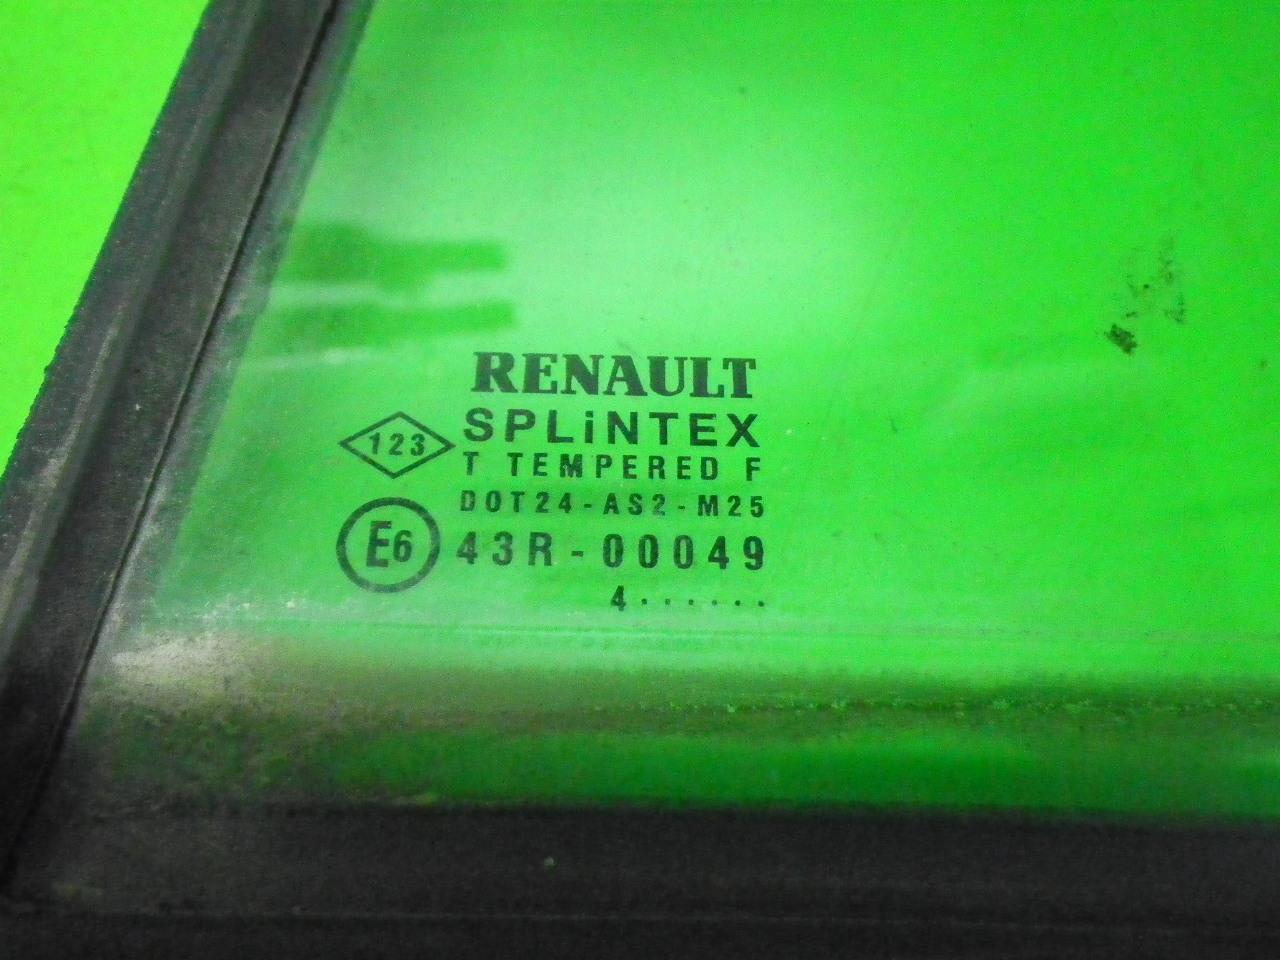 RENAULT
SPLiNTEX
123
T TEMPERED F
DOT24-AS2-M25
E6 43R-00049
4······